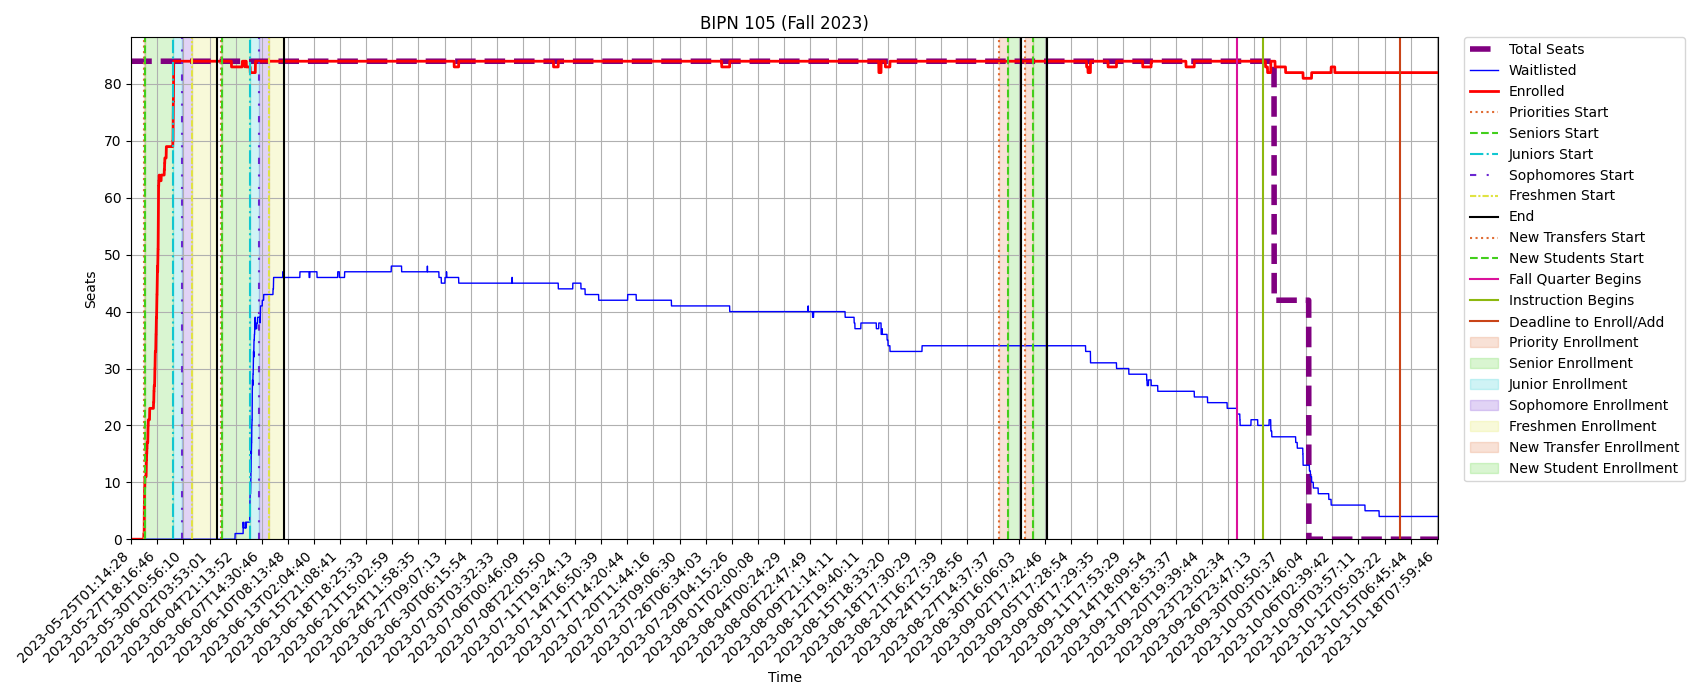 BIPN 105 (Fall 2023)
Seats
80
70
60
50
40
30
20
10
0
2023-05-25T01:14:28
2023-05-27T18:16:46
2023-05-30T10:56:10
2023-06-02T03:53:01
2023-06-04T21:13:52
2023-06-07T14:30:46
2023-06-10T08:13:48
2023-06-13T02:04:40
2023-06-15T21:08:41
2023-06-18T18:25:33
2023-06-21T15:02:59
2023-06-24T11:58:35
2023-06-27T09:07:13
2023-06-30T06:15:54
2023-07-03T03:32:33
2023-07-06T00:46:09
2023-07-08T22:05:50
2023-07-11T19:24:13
2023-07-14T16:50:39
2023-07-17T14:20:44
2023-07-20T11:44:16
2023-07-23T09:06:30
2023-07-26T06:34:03
2023-07-29T04:15:26
2023-08-01T02:00:08
2023-08-04T00:24:29
2023-08-06T22:47:49
2023-08-09T21:14:11
2023-08-12T19:40:11
2023-08-15T18:33:20
2023-08-18T17:30:29
2023-08-21T16:27:39
2023-08-24T15:28:56
2023-08-27T14:37:37
2023-08-30T16:06:03
2023-09-02T17:42:46
2023-09-05T17:28:54
2023-09-08T17:29:35
2023-09-11T17:53:29
2023-09-14T18:09:54
2023-09-17T18:53:37
2023-09-20T19:39:44
2023-09-23T23:02:34
2023-09-26T23:47:13
2023-09-30T00:50:37
2023-10-03T01:46:04
2023-10-06T02:39:42
2023-10-09T03:57:11
2023-10-12T05:03:22
2023-10-15T06:45:44
2023-10-18T07:59:46
Time
Total Seats
Waitlisted
Enrolled
Priorities Start
Seniors Start
Juniors Start
Sophomores Start
Freshmen Start
End
New Transfers Start
New Students Start
Fall Quarter Begins
Instruction Begins
Deadline to Enroll/Add
Priority Enrollment
Senior Enrollment
Junior Enrollment
Sophomore Enrollment
Freshmen Enrollment
New Transfer Enrollment
New Student Enrollment